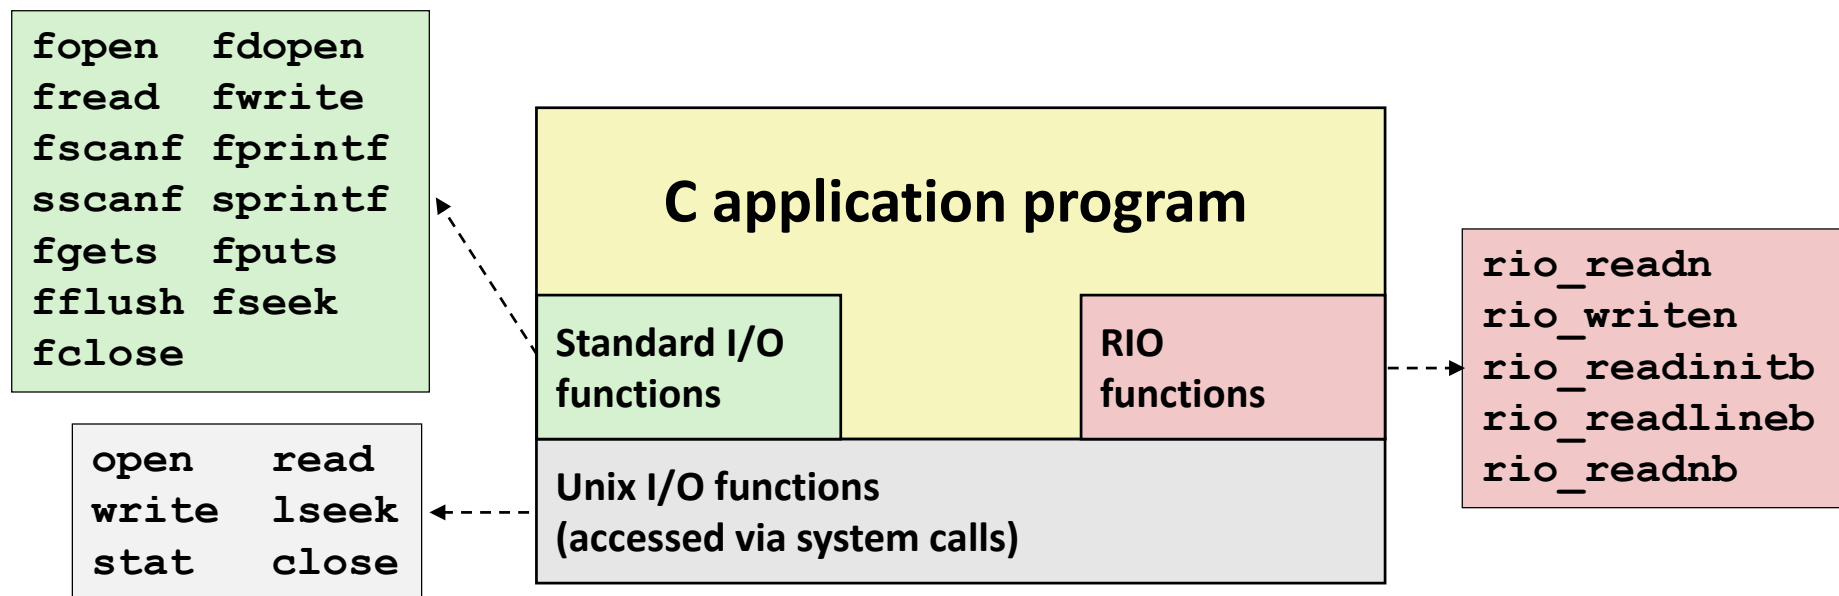 fopen fdopen
fread fwrite
fscanf fprintf
sscanf sprintf
fgets fputs
fflush fseek
fclose
open read
write lseek
stat close
C application program
Standard I/O
functions
RIO
functions
Unix I/O functions
(accessed via system calls)
rio_readn
rio_writen
rio_readinitb
rio_readlineb
rio_readnb